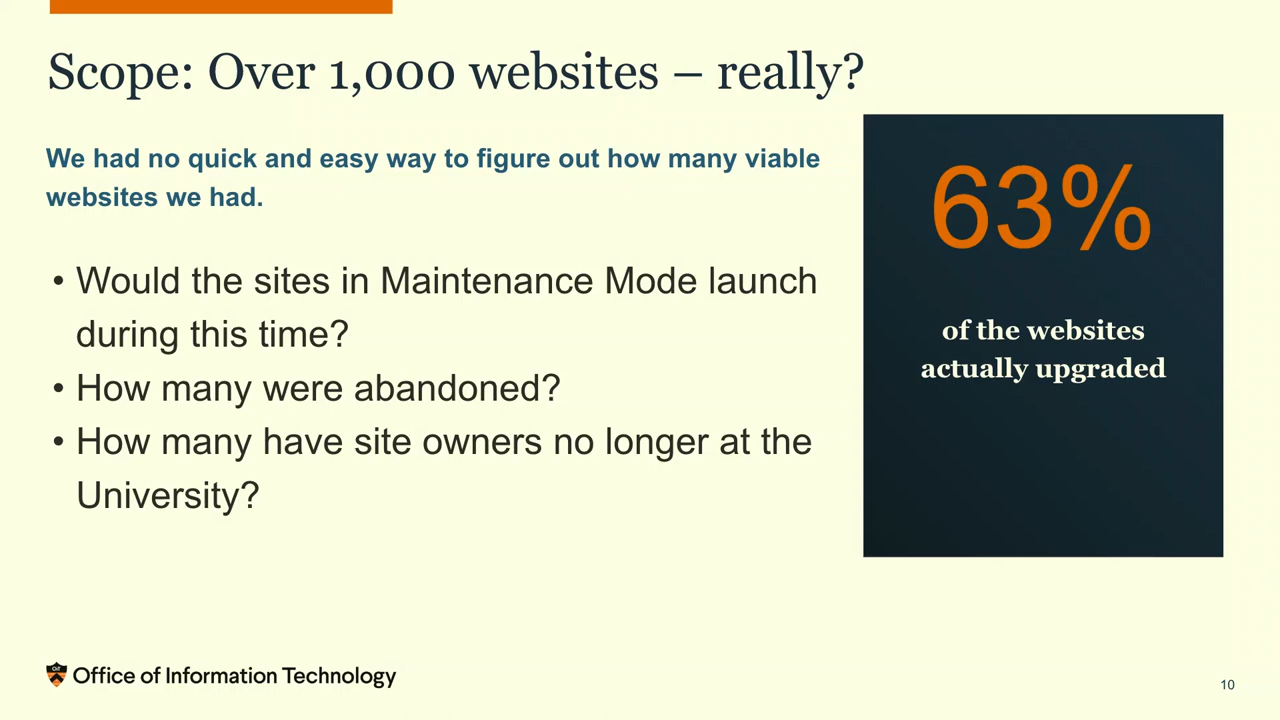 Scope: Over 1,000 websites – really?
We had no quick and easy way to figure out how many viable
websites we had.
• Would the sites in Maintenance Mode launch
during this time?
• How many were abandoned?
• How many have site owners no longer at the
University?
63%
of the websites
actually upgraded
OIT
Office of Information Technology
10